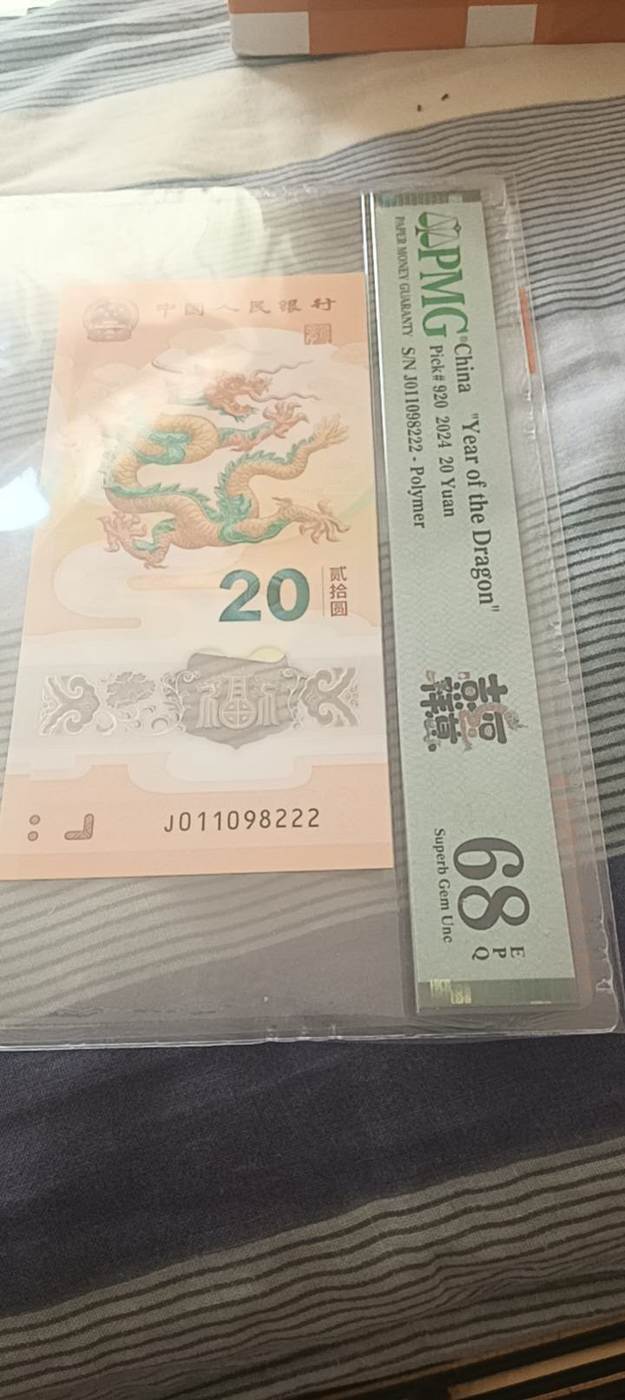 中国人民银行
20
贰拾圆
J011098222
PMG
PAPER MONEY GUARANTY
China "Year of the Dragon"
Pick# 920 2024 20 Yuan
S/N J011098222 - Polymer
68
EPQ
Superb Gem Unc